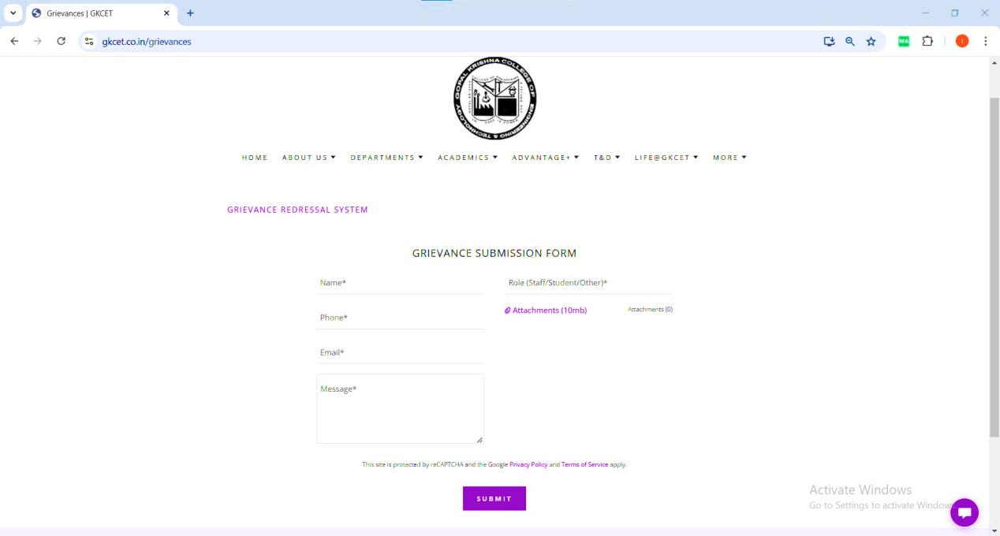 Grievances | GKCET
gkcet.co.in/grievances
WA
I
GOPAL KRISHNA COLLEGE OF ENGINEERING & TECHNOLOGY
HOME ABOUT US DEPARTMENTS ACADEMICS ADVANTAGE+ T&D LIFE@GKCET MORE
GRIEVANCE REDRESSAL SYSTEM
GRIEVANCE SUBMISSION FORM
Name* Role (Staff/Student/Other)*
Attachments (10mb) Attachments (0)
Phone*
Email*
Message*
This site is protected by reCAPTCHA and the Google Privacy Policy and Terms of Service apply.
SUBMIT
Activate Windows
Go to Settings to activate Windows